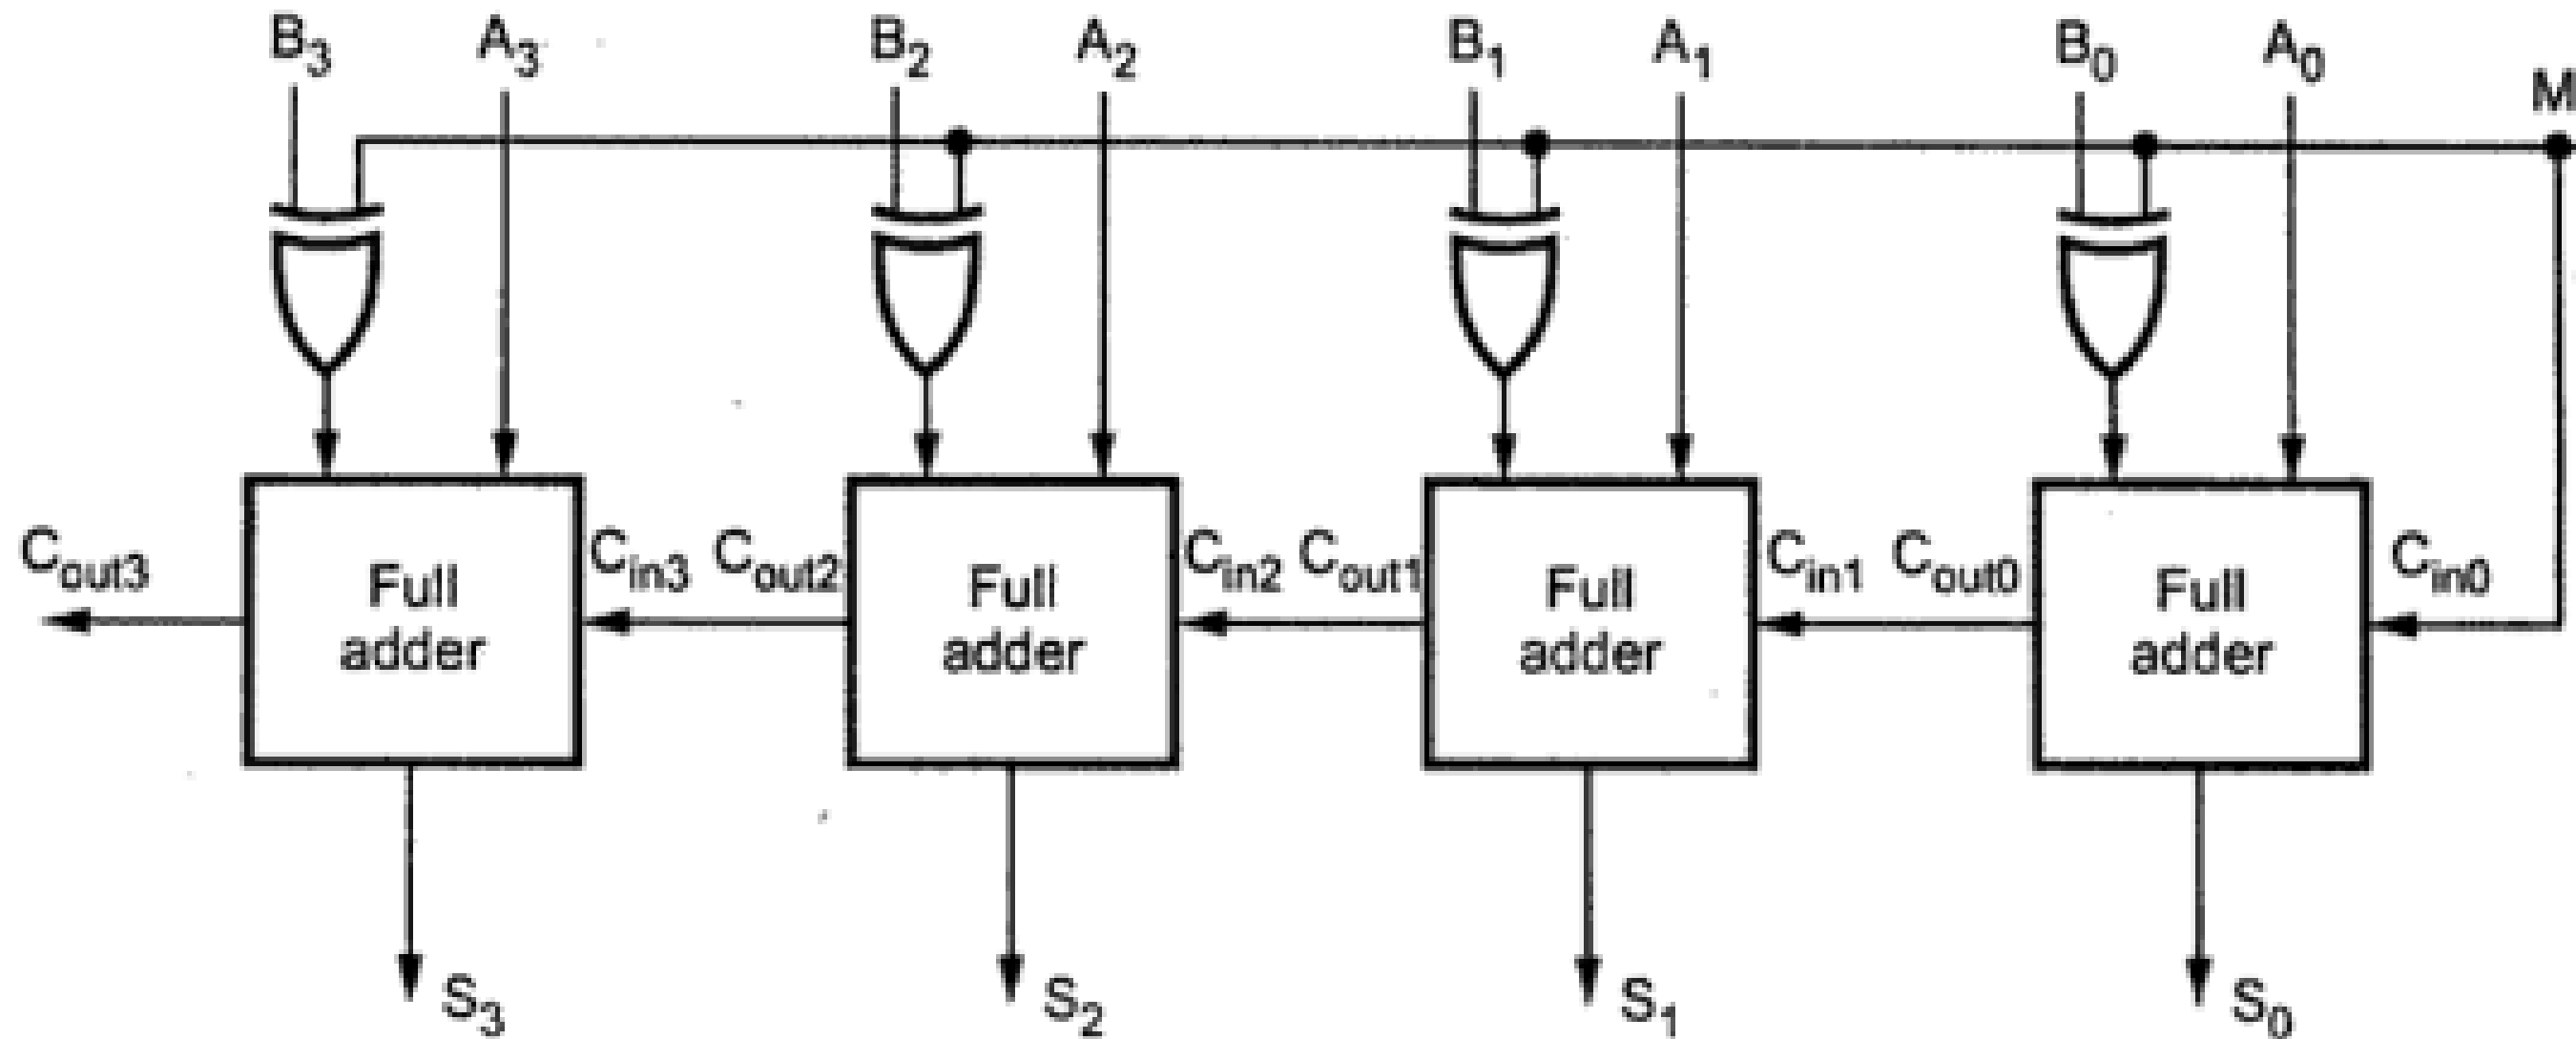 B3 A3 B2 A2 B1 A1 B0 A0 M
Cout3 Full adder Cin3 Cout2 Full adder Cin2 Cout1 Full adder Cin1 Cout0 Full adder Cin0
S3 S2 S1 S0